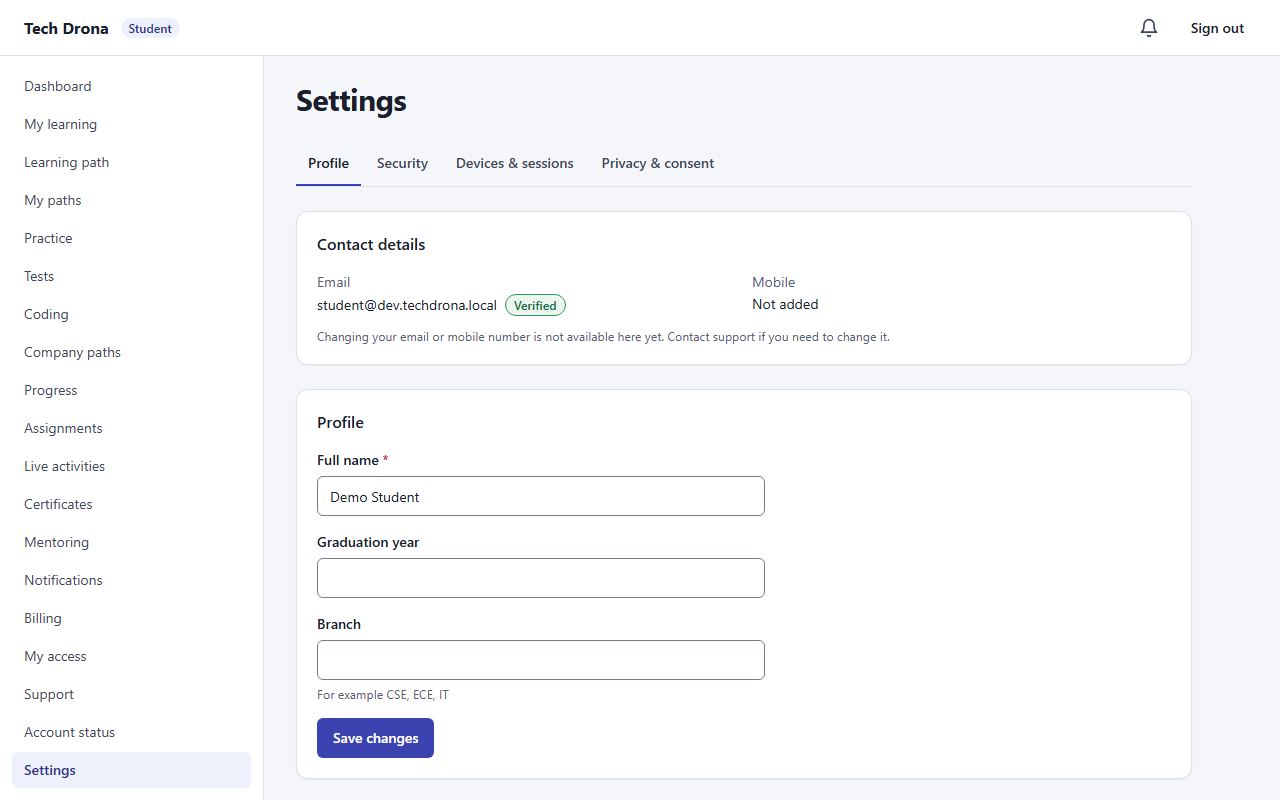 Tech Drona Student Sign out
Dashboard
My learning
Learning path
My paths
Practice
Tests
Coding
Company paths
Progress
Assignments
Live activities
Certificates
Mentoring
Notifications
Billing
My access
Support
Account status
Settings
Settings
Profile Security Devices & sessions Privacy & consent
Contact details
Email
student@dev.techdrona.local Verified
Mobile
Not added
Changing your email or mobile number is not available here yet. Contact support if you need to change it.
Profile
Full name *
Demo Student
Graduation year
Branch
For example CSE, ECE, IT
Save changes